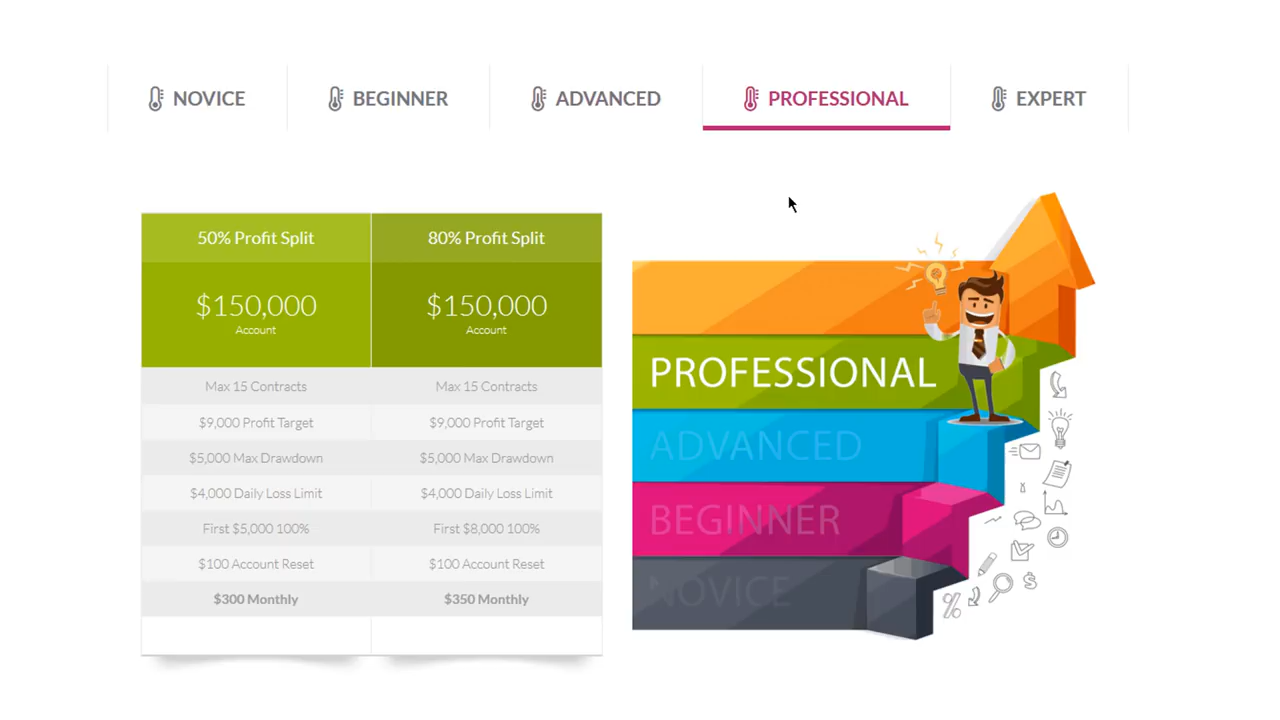 NOVICE
BEGINNER
ADVANCED
PROFESSIONAL
EXPERT
50% Profit Split
80% Profit Split
$150,000
Account
$150,000
Account
Max 15 Contracts
Max 15 Contracts
$9,000 Profit Target
$9,000 Profit Target
$5,000 Max Drawdown
$5,000 Max Drawdown
$4,000 Daily Loss Limit
$4,000 Daily Loss Limit
First $5,000 100%
First $8,000 100%
$100 Account Reset
$100 Account Reset
$300 Monthly
$350 Monthly
PROFESSIONAL
ADVANCED
BEGINNER
NOVICE